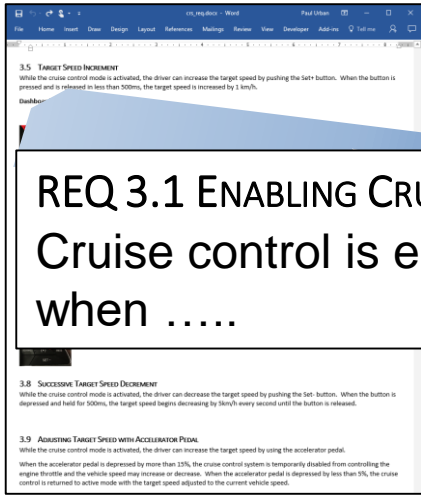 crs_req.docx - Word
Paul Urban
File Home Insert Draw Design Layout References Mailings Review View Developer Add-ins Tell me
3.5 TARGET SPEED INCREMENT
While the cruise control mode is activated, the driver can increase the target speed by pushing the Set+ button. When the button is
pressed and is released in less than 500ms, the target speed is increased by 1 km/h.
REQ 3.1 ENABLING CRU
Cruise control is e
when …..
3.8 SUCCESSIVE TARGET SPEED DECREMENT
While the cruise control mode is activated, the driver can decrease the target speed by pushing the Set- button. When the button is
depressed and held for 500ms, the target speed begins decreasing by 5km/h every second until the button is released.
3.9 ADJUSTING TARGET SPEED WITH ACCELERATOR PEDAL
While the cruise control mode is activated, the driver can increase the target speed by using the accelerator pedal.
When the accelerator pedal is depressed by more than 15%, the cruise control system is temporarily disabled from controlling the
engine throttle and the vehicle speed may increase or decrease. When the accelerator pedal is depressed by less than 5%, the cruise
control is returned to active mode with the target speed adjusted to the current vehicle speed.